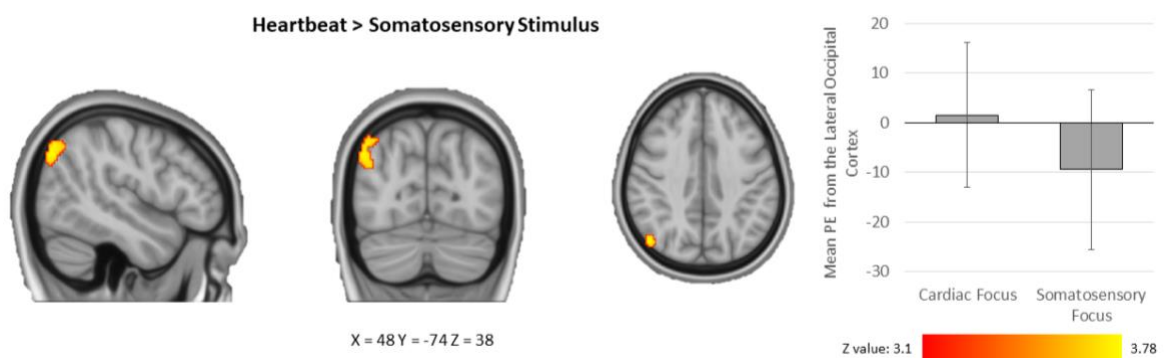 Heartbeat > Somatosensory Stimulus
X = 48 Y = -74 Z = 38
Mean PE from the Lateral Occipital
Cortex
20
10
0
-10
-20
-30
Cardiac Focus
Somatosensory
Focus
Z value: 3.1
3.78